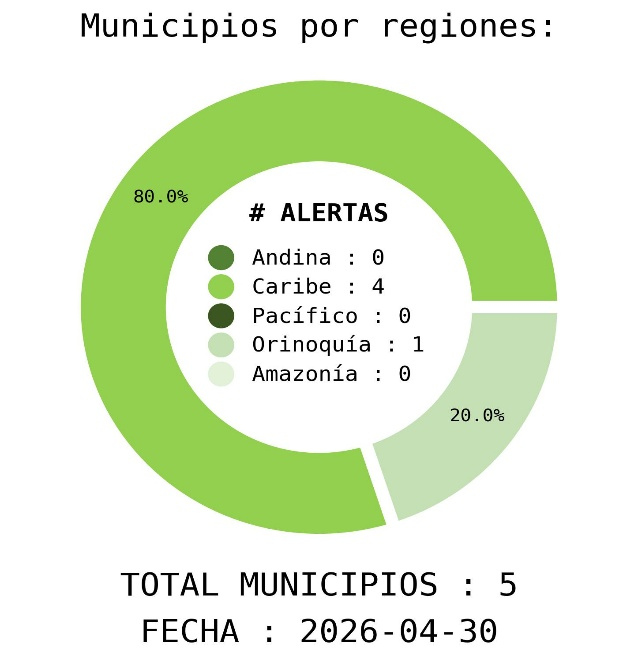 Municipios por regiones:
80.0%
# ALERTAS
Andina : 0
Caribe : 4
Pacífico : 0
Orinoquía : 1
Amazonía : 0
20.0%
TOTAL MUNICIPIOS : 5
FECHA : 2026-04-30